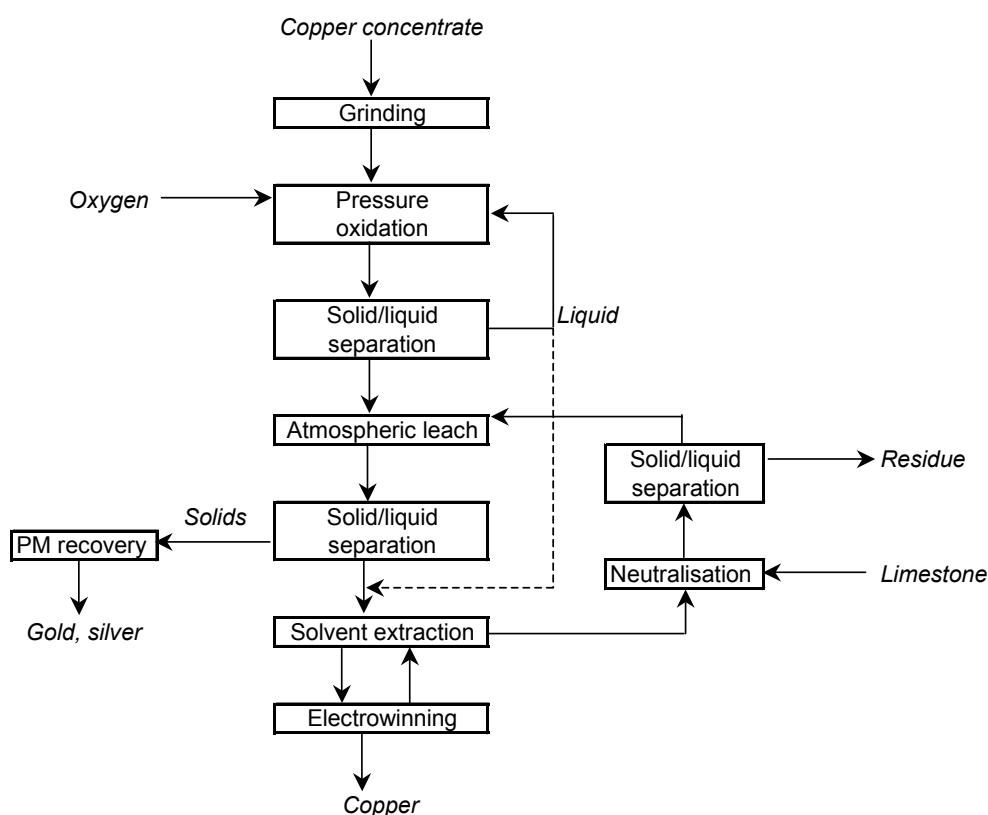 Copper concentrate
Grinding
Oxygen
Pressure
oxidation
Solid/liquid
separation
Liquid
Atmospheric leach
Solid/liquid
separation
Residue
Solids
Solid/liquid
separation
PM recovery
Neutralisation
Limestone
Gold, silver
Solvent extraction
Electrowinning
Copper